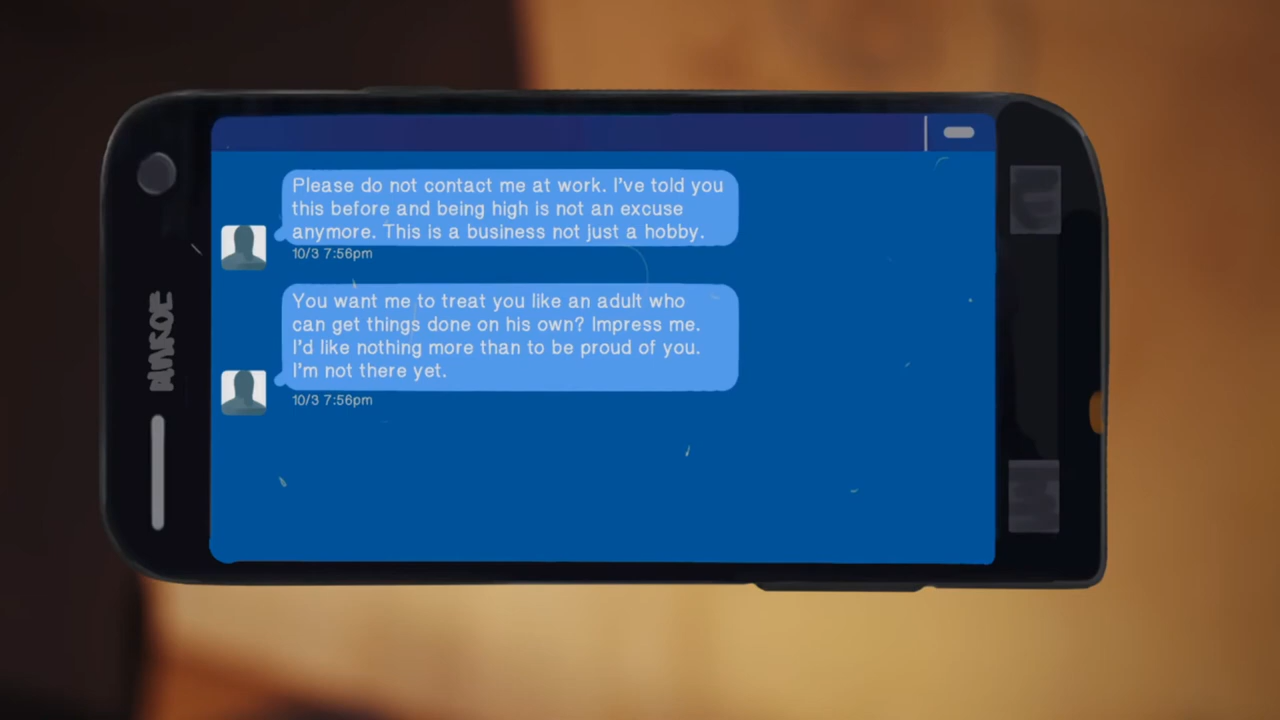 Please do not contact me at work. I've told you
this before and being high is not an excuse
anymore. This is a business not just a hobby.
10/3 7:56pm
You want me to treat you like an adult who
can get things done on his own? Impress me.
I'd like nothing more than to be proud of you.
I'm not there yet.
10/3 7:56pm